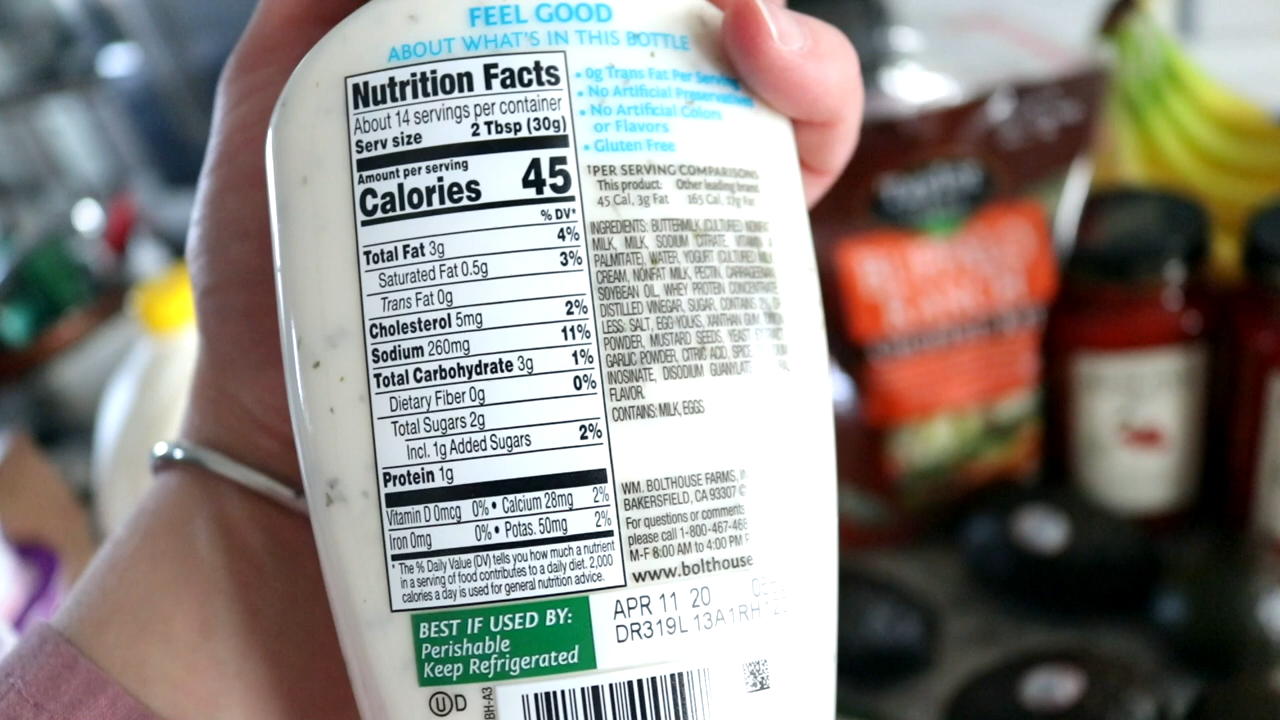 FEEL GOOD
ABOUT WHAT'S IN THIS BOTTLE
Nutrition Facts
About 14 servings per container
Serv size 2 Tbsp (30g)
Amount per serving
Calories 45
% DV*
Total Fat 3g 4%
Saturated Fat 0.5g 3%
Trans Fat 0g
Cholesterol 5mg 2%
Sodium 260mg 11%
Total Carbohydrate 3g 1%
Dietary Fiber 0g 0%
Total Sugars 2g
Incl. 1g Added Sugars 2%
Protein 1g
Vitamin D 0mcg 0% • Calcium 28mg 2%
Iron 0mg 0% • Potas. 50mg 2%
* The % Daily Value (DV) tells you how much a nutrient
in a serving of food contributes to a daily diet. 2,000
calories a day is used for general nutrition advice.
• 0g Trans Fat Per Serving
• No Artificial Preservatives
• No Artificial Colors
or Flavors
• Gluten Free
†PER SERVING COMPARISONS
This product: Other leading brand
45 Cal, 3g Fat 165 Cal, 17g Fat
INGREDIENTS: BUTTERMILK (CULTURED NONFAT
MILK, MILK, SODIUM CITRATE, VITAMIN A
PALMITATE), WATER, YOGURT (CULTURED MILK
CREAM, NONFAT MILK, PECTIN, CARRAGEENAN
SOYBEAN OIL, WHEY PROTEIN CONCENTRATE
DISTILLED VINEGAR, SUGAR, CONTAINS 2% OR
LESS: SALT, EGG YOLKS, XANTHAN GUM,
POWDER, MUSTARD SEEDS, YEAST
GARLIC POWDER, CITRIC ACID,
INOSINATE, DISODIUM GUANYLATE
FLAVOR.
CONTAINS: MILK, EGGS
WM. BOLTHOUSE FARMS,
BAKERSFIELD, CA 93307
For questions or comments
please call 1-800-467-468
M-F 8:00 AM to 4:00 PM
www.bolthouse
APR 11 20
DR319L 13A1RH
BEST IF USED BY:
Perishable
Keep Refrigerated
U D
BH-A3